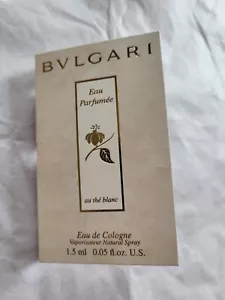 BVLGARI
Eau
Parfumée
au thé blanc
Eau de Cologne
Vaporisateur Natural Spray
1.5 ml 0.05 fl.oz. U.S.